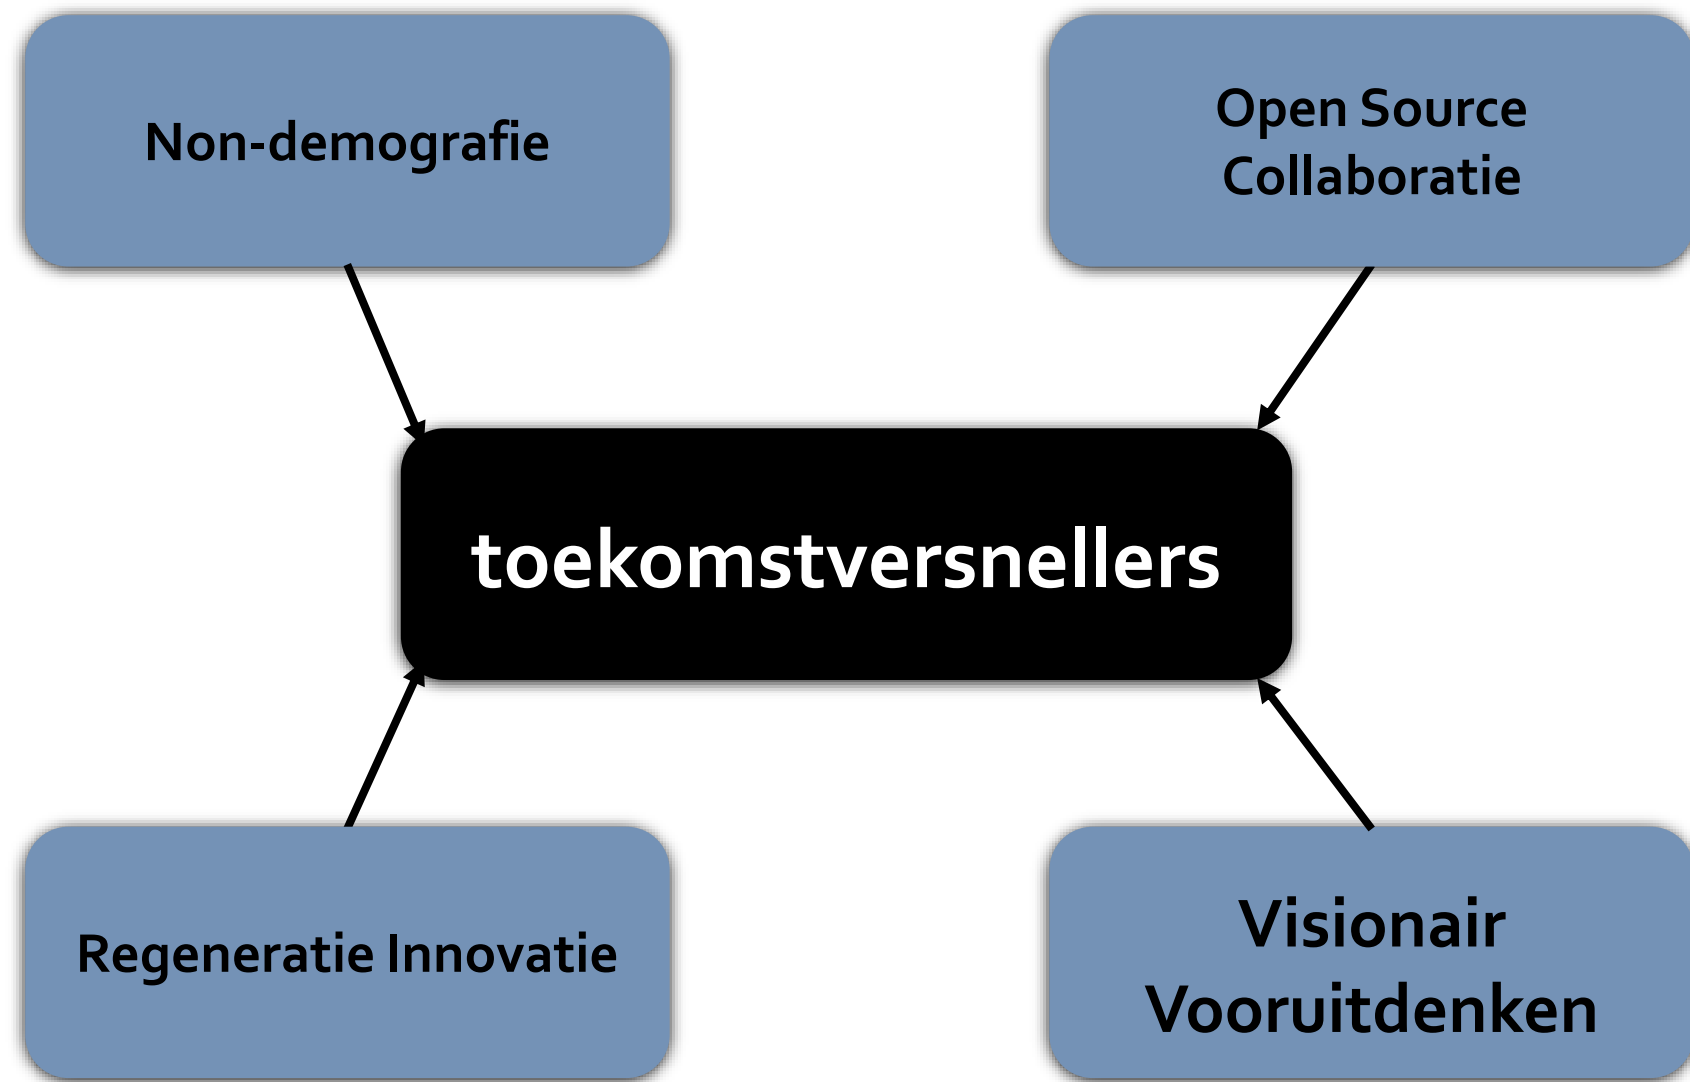 Non-demografie
Open Source
Collaboratie
toekomstversnellers
Regeneratie Innovatie
Visionair
Vooruitdenken